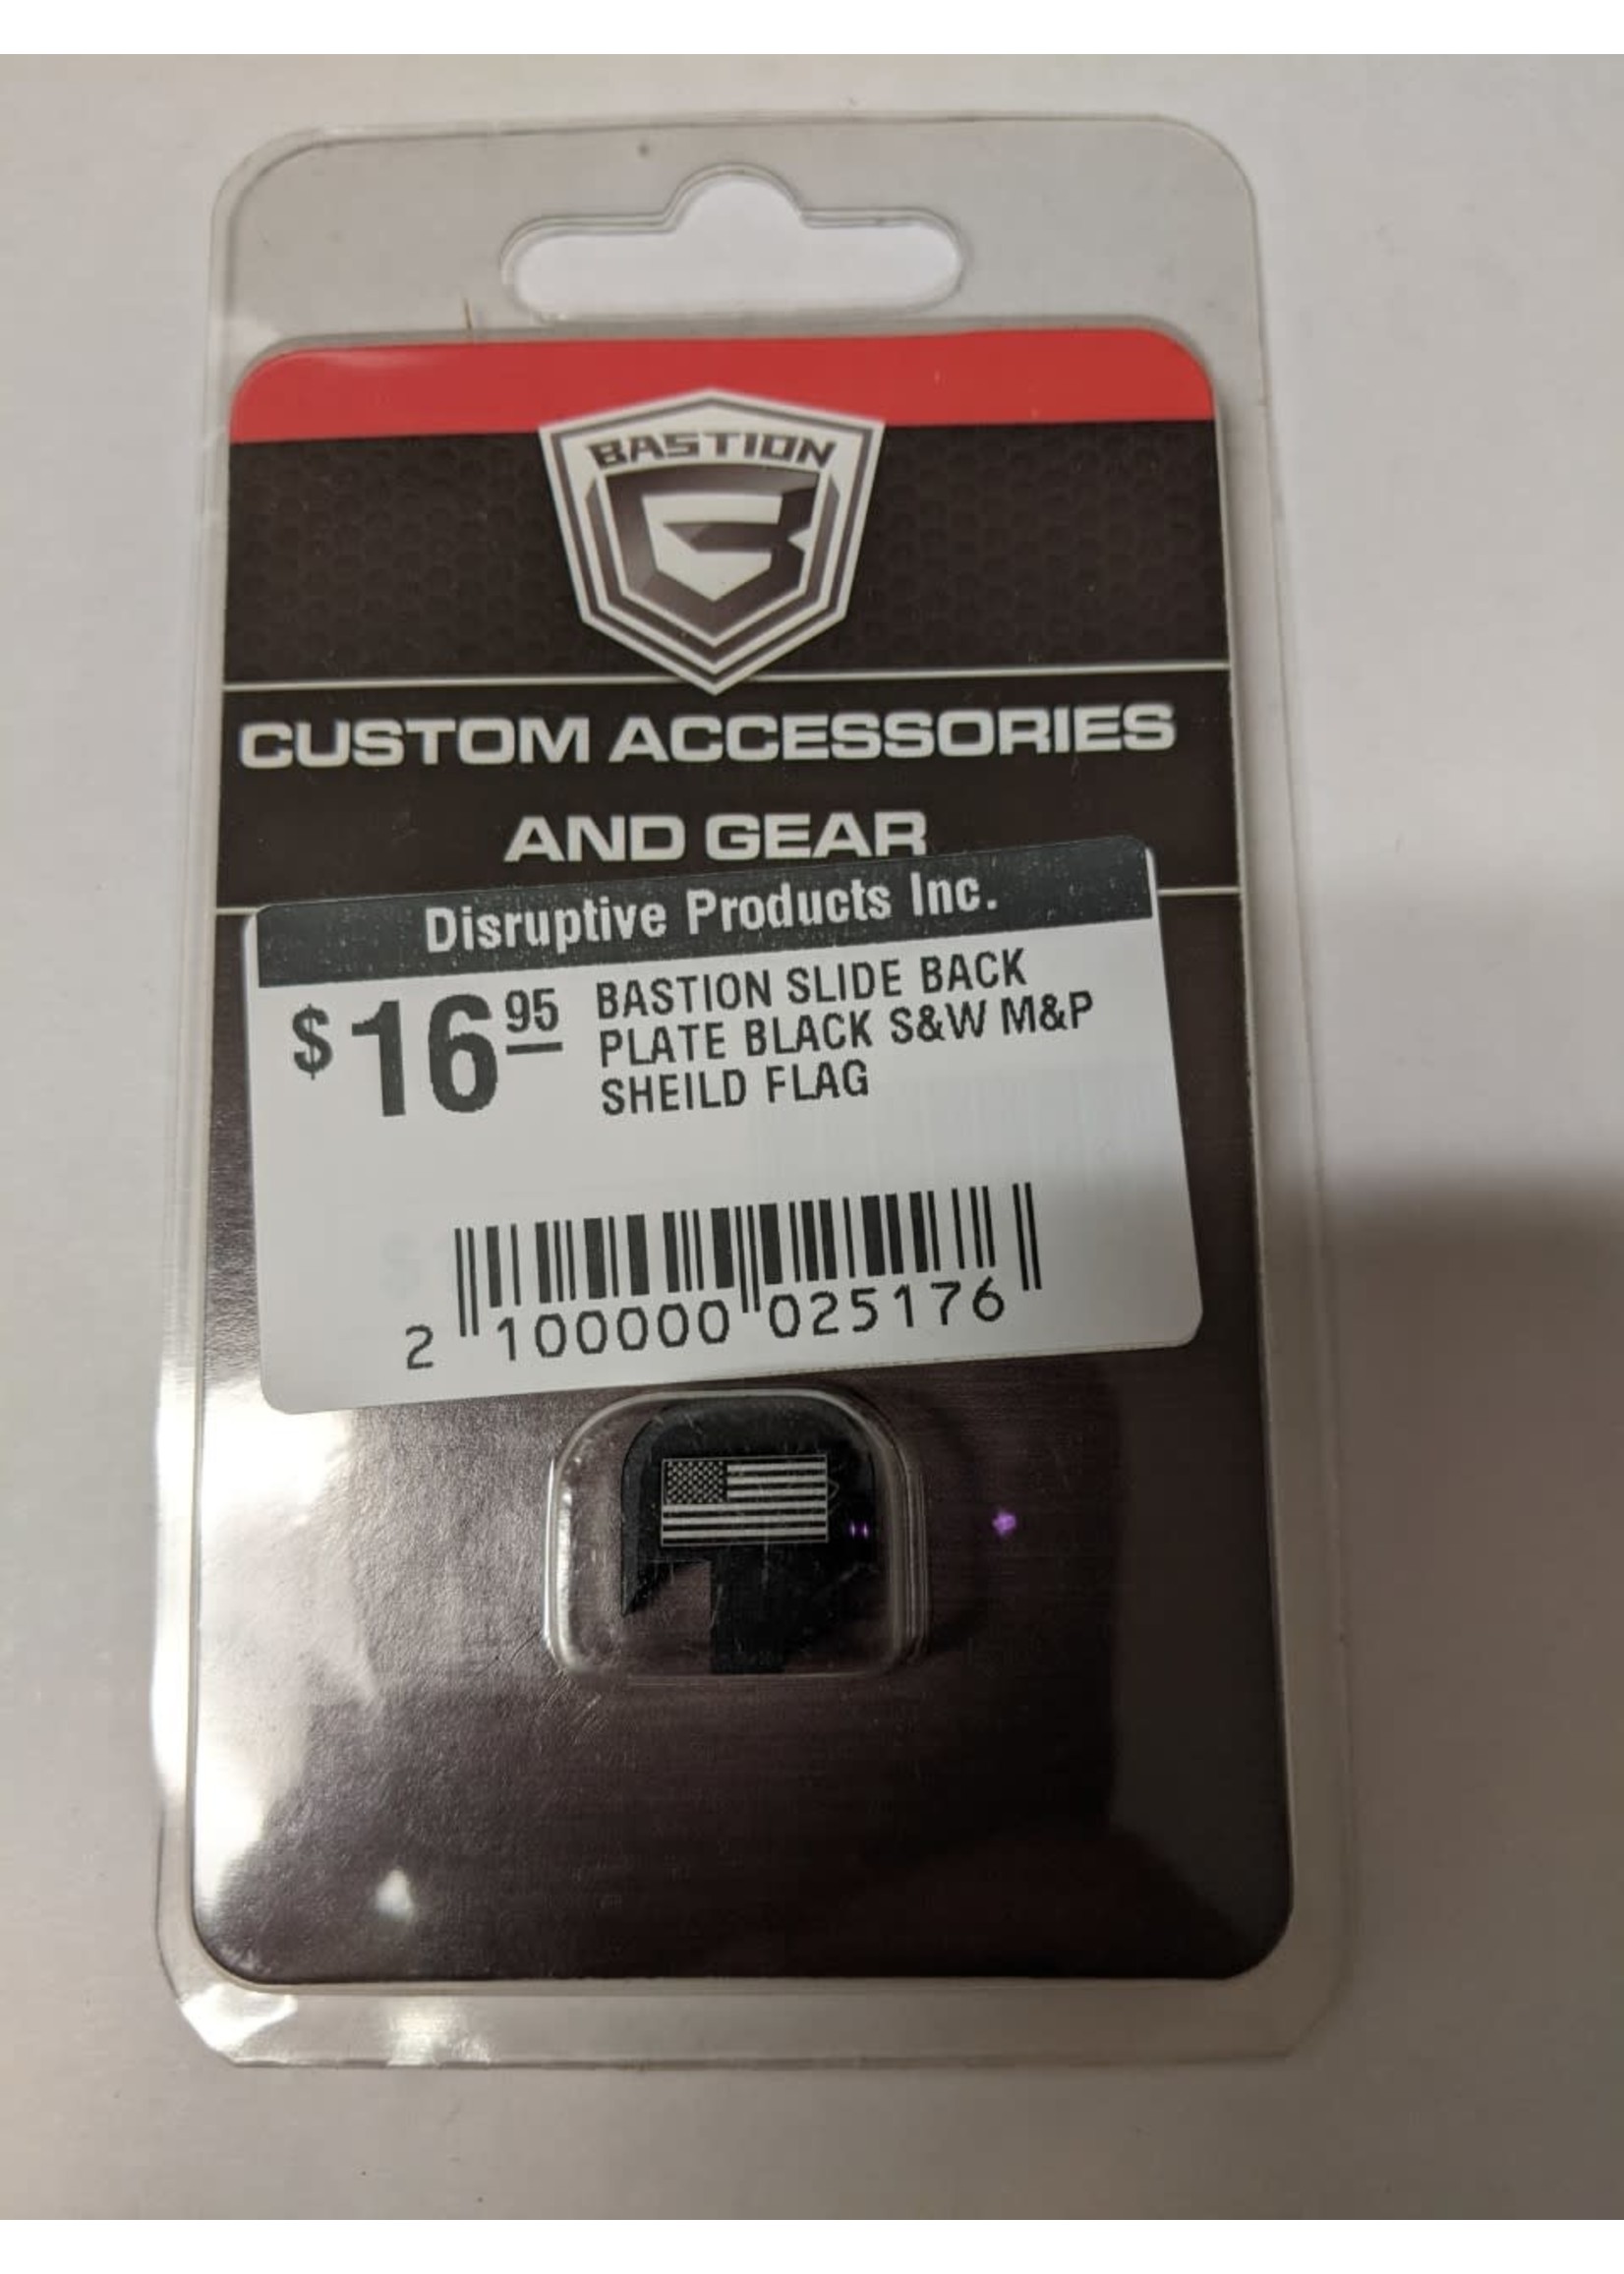 BASTION
CUSTOM ACCESSORIES
AND GEAR
Disruptive Products Inc.
$16.95
BASTION SLIDE BACK
PLATE BLACK S&W M&P
SHEILD FLAG
2 100000 025176